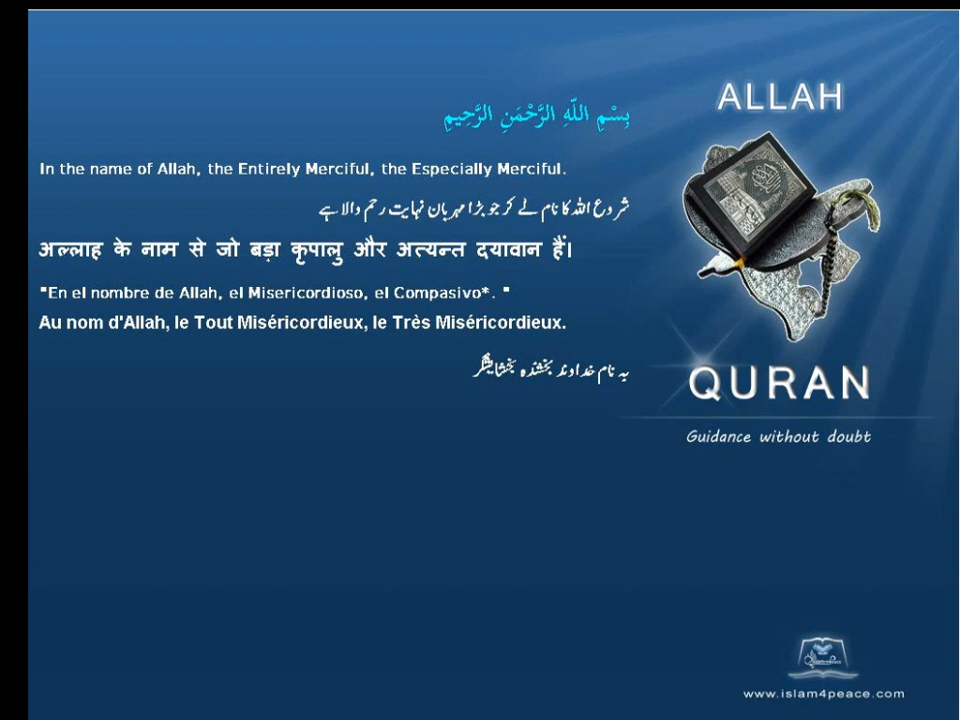 بِسْمِ اللّهِ الرَّحْمَنِ الرَّحِيمِ
In the name of Allah, the Entirely Merciful, the Especially Merciful.
شروع الله کا نام لے کر جو بڑا مہربان نہایت رحم والا ہے
अल्लाह के नाम से जो बड़ा कृपालु और अत्यन्त दयावान हैं।
"En el nombre de Allah, el Misericordioso, el Compasivo*. "
Au nom d'Allah, le Tout Miséricordieux, le Très Miséricordieux.
به نام خداوند بخشنده بخشایشگر
ALLAH
QURAN
Guidance without doubt
www.islam4peace.com